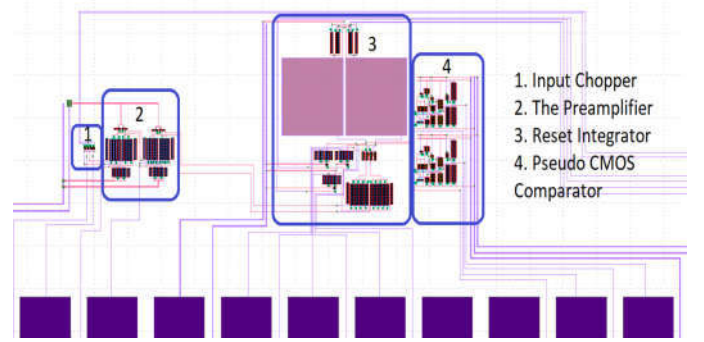 1
2
3
4
1. Input Chopper
2. The Preamplifier
3. Reset Integrator
4. Pseudo CMOS
Comparator